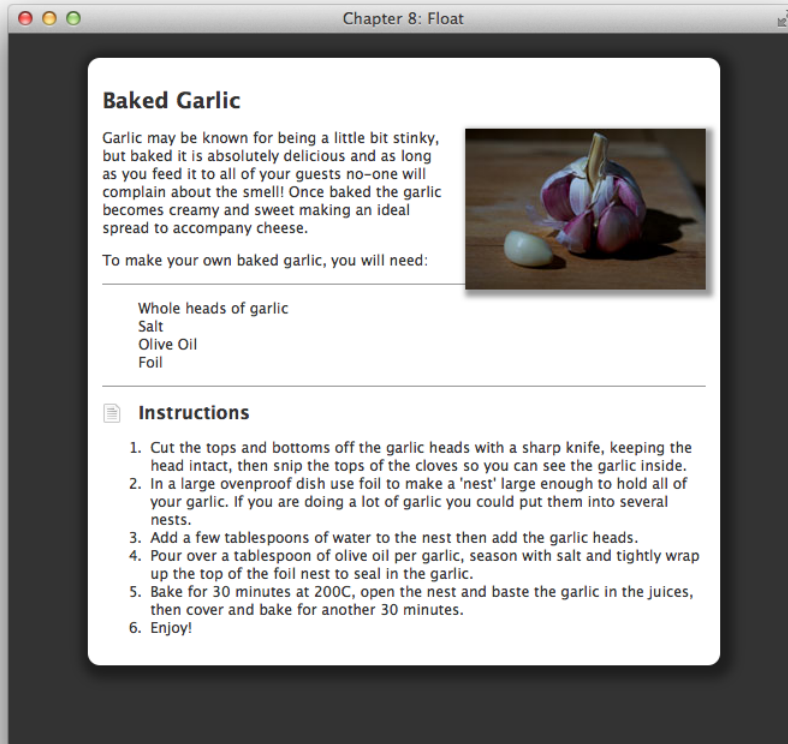 Chapter 8: Float
Baked Garlic
Garlic may be known for being a little bit stinky,
but baked it is absolutely delicious and as long
as you feed it to all of your guests no-one will
complain about the smell! Once baked the garlic
becomes creamy and sweet making an ideal
spread to accompany cheese.
To make your own baked garlic, you will need:
Whole heads of garlic
Salt
Olive Oil
Foil
Instructions
1. Cut the tops and bottoms off the garlic heads with a sharp knife, keeping the
head intact, then snip the tops of the cloves so you can see the garlic inside.
2. In a large ovenproof dish use foil to make a 'nest' large enough to hold all of
your garlic. If you are doing a lot of garlic you could put them into several
nests.
3. Add a few tablespoons of water to the nest then add the garlic heads.
4. Pour over a tablespoon of olive oil per garlic, season with salt and tightly wrap
up the top of the foil nest to seal in the garlic.
5. Bake for 30 minutes at 200C, open the nest and baste the garlic in the juices,
then cover and bake for another 30 minutes.
6. Enjoy!